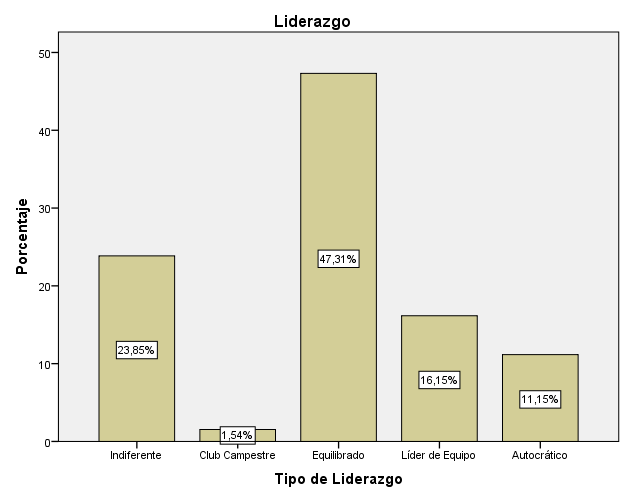 Liderazgo
Porcentaje
50
40
30
20
10
0
23,85%
1,54%
47,31%
16,15%
11,15%
Indiferente
Club Campestre
Equilibrado
Líder de Equipo
Autocrático
Tipo de Liderazgo